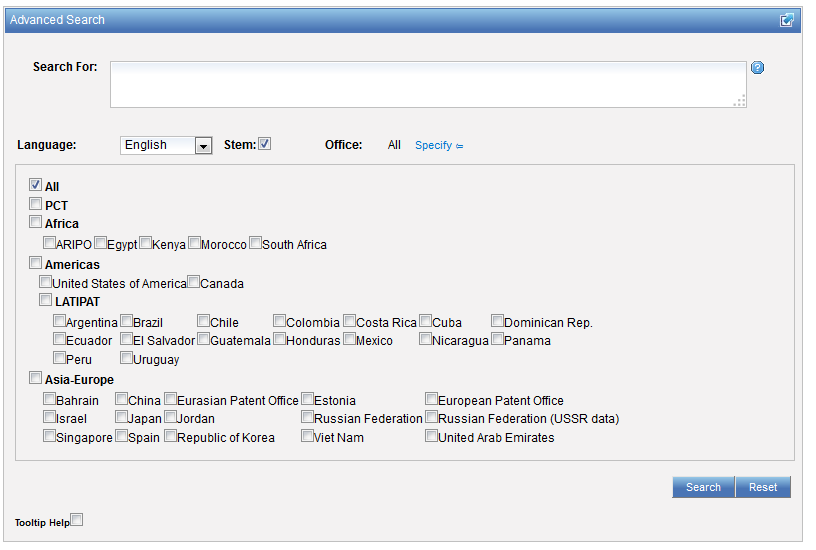 Advanced Search
Search For:
Language: English Stem: Office: All Specify
All
PCT
Africa
ARIPO Egypt Kenya Morocco South Africa
Americas
United States of America Canada
LATIPAT
Argentina Brazil Chile Colombia Costa Rica Cuba Dominican Rep.
Ecuador El Salvador Guatemala Honduras Mexico Nicaragua Panama
Peru Uruguay
Asia-Europe
Bahrain China Eurasian Patent Office Estonia European Patent Office
Israel Japan Jordan Russian Federation Russian Federation (USSR data)
Singapore Spain Republic of Korea Viet Nam United Arab Emirates
Search Reset
Tooltip Help